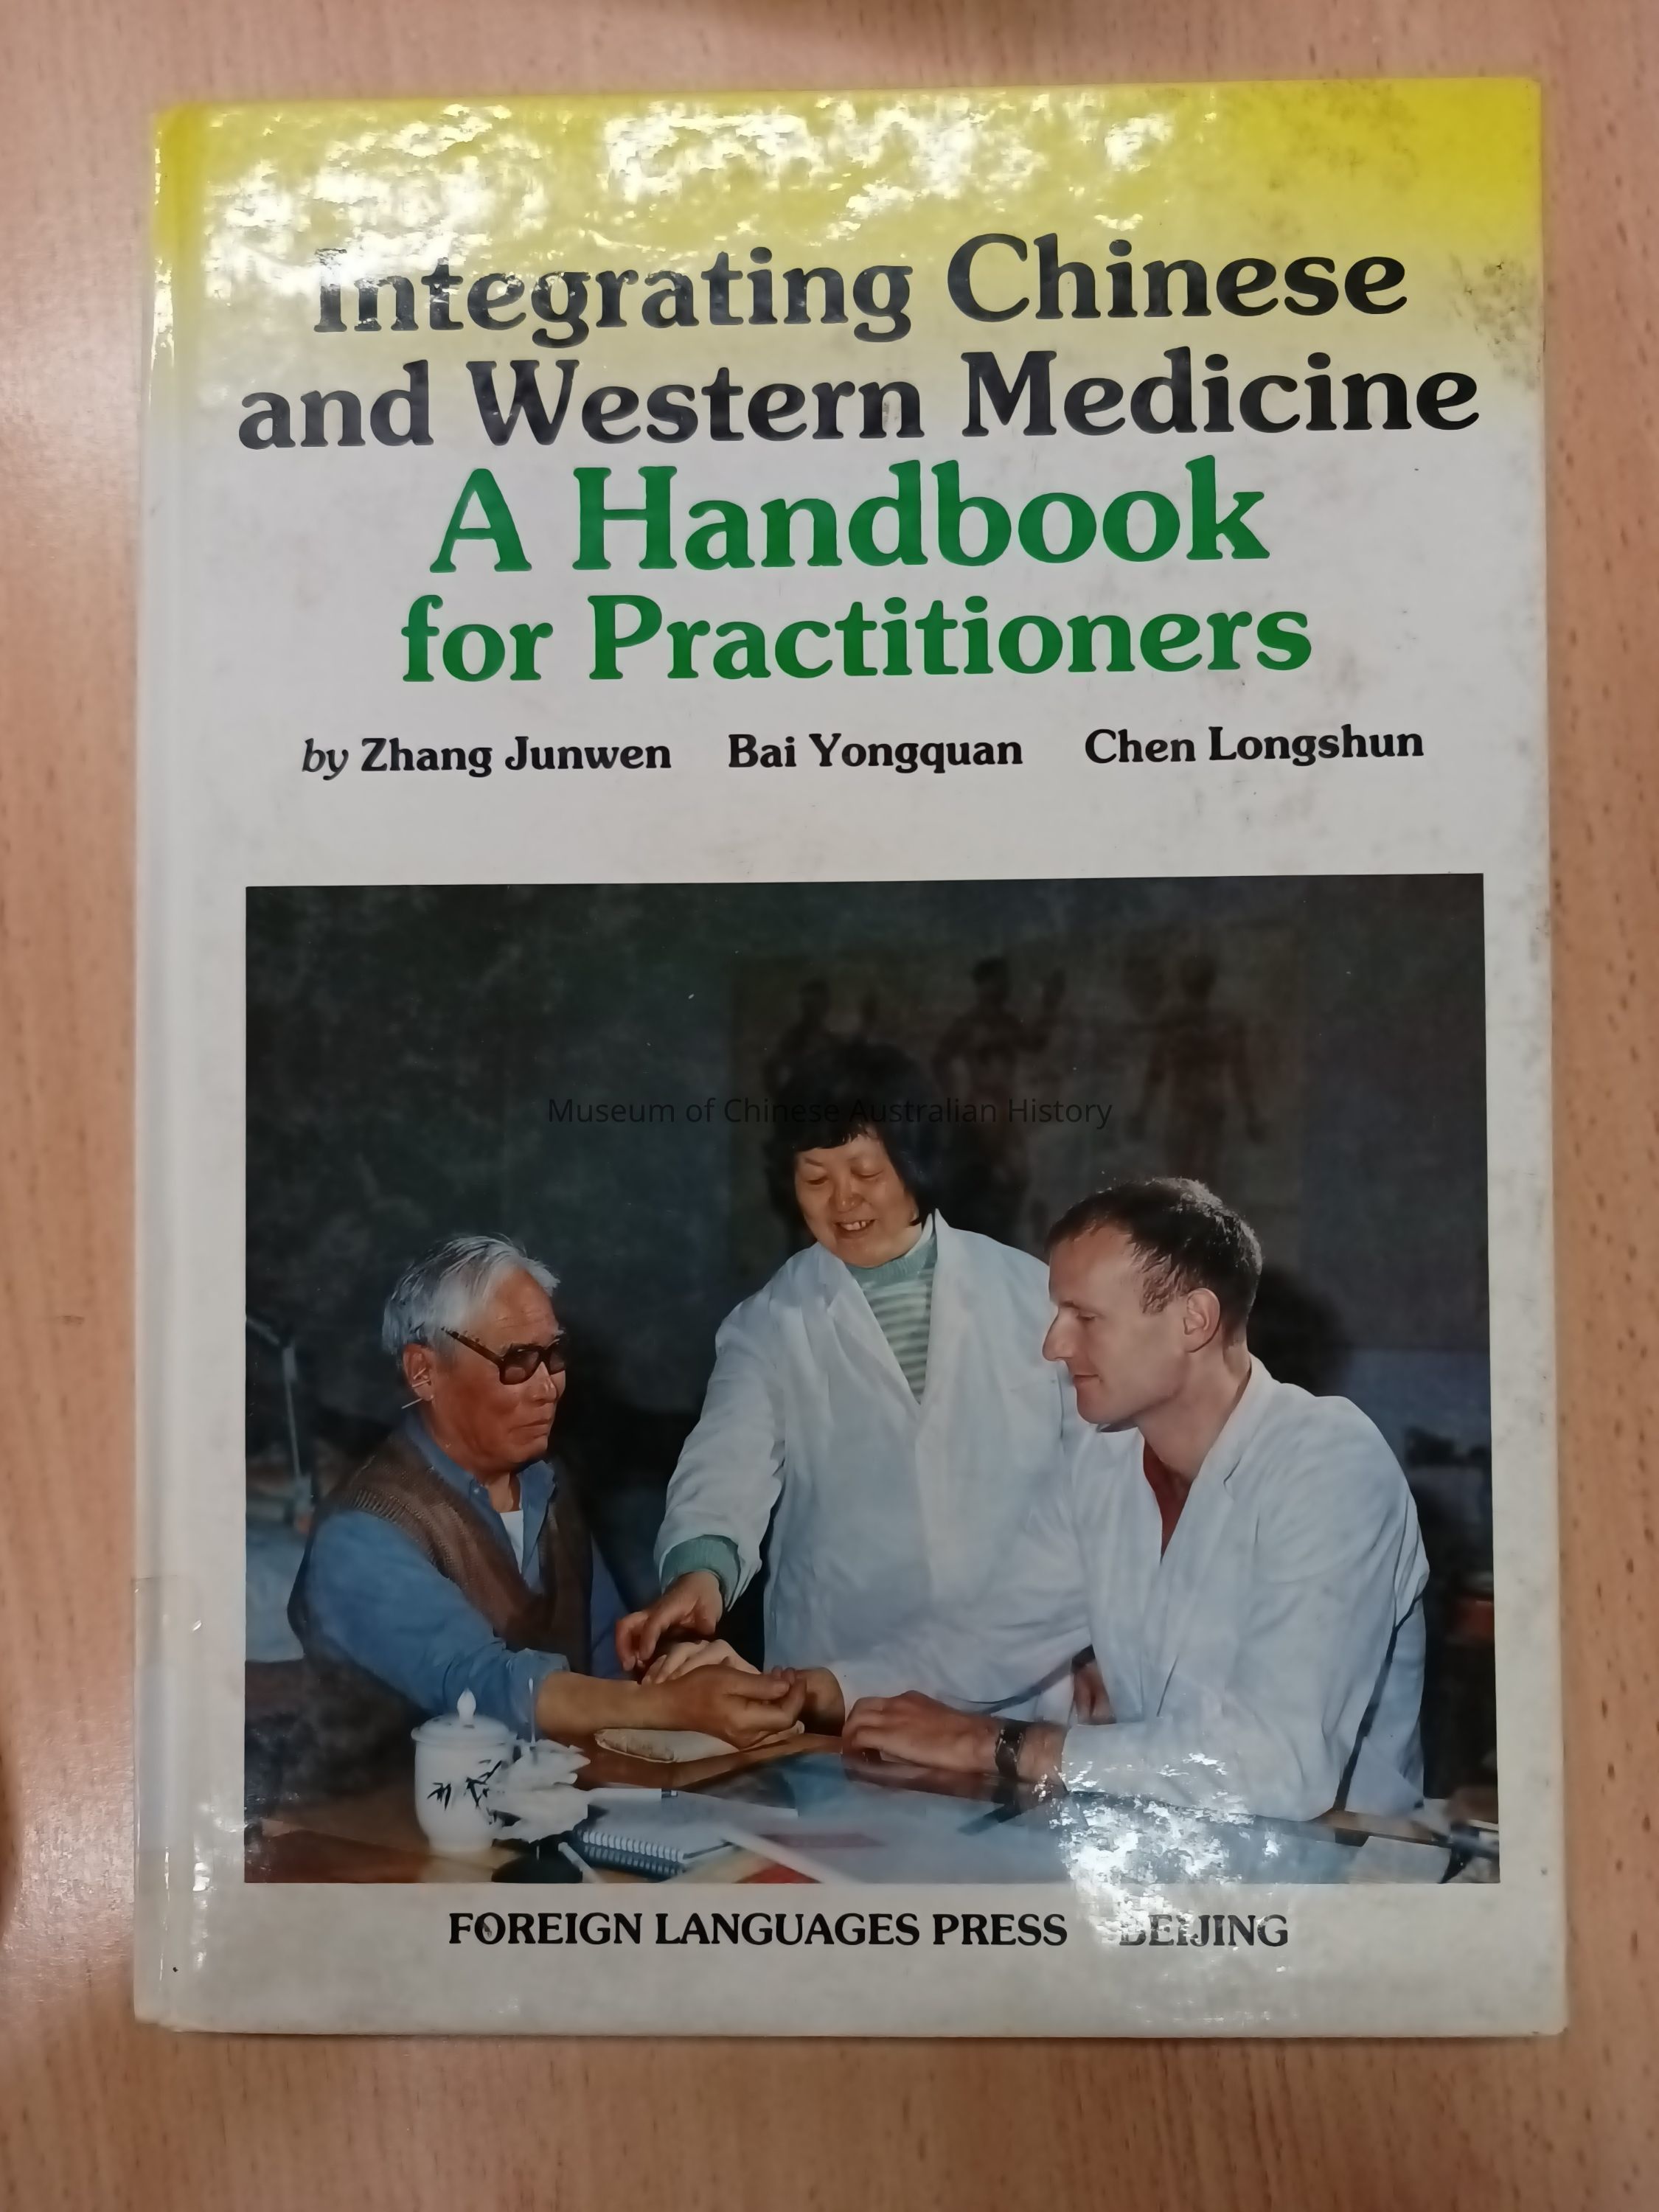 Integrating Chinese
and Western Medicine
A Handbook
for Practitioners
by Zhang Junwen Bai Yongquan Chen Longshun
Museum of Chinese Australian History
FOREIGN LANGUAGES PRESS BEIJING